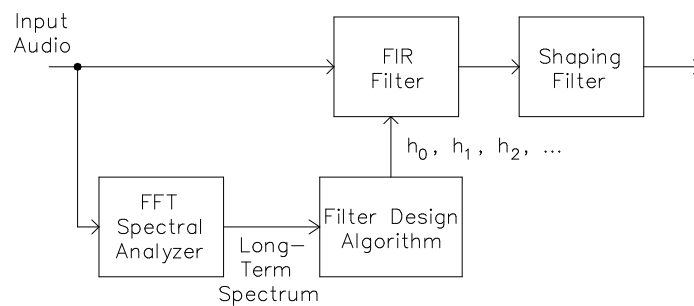 Input
Audio
FIR
Filter
Shaping
Filter
h0, h1, h2, ...
FFT
Spectral
Analyzer
Filter Design
Algorithm
Long-
Term
Spectrum